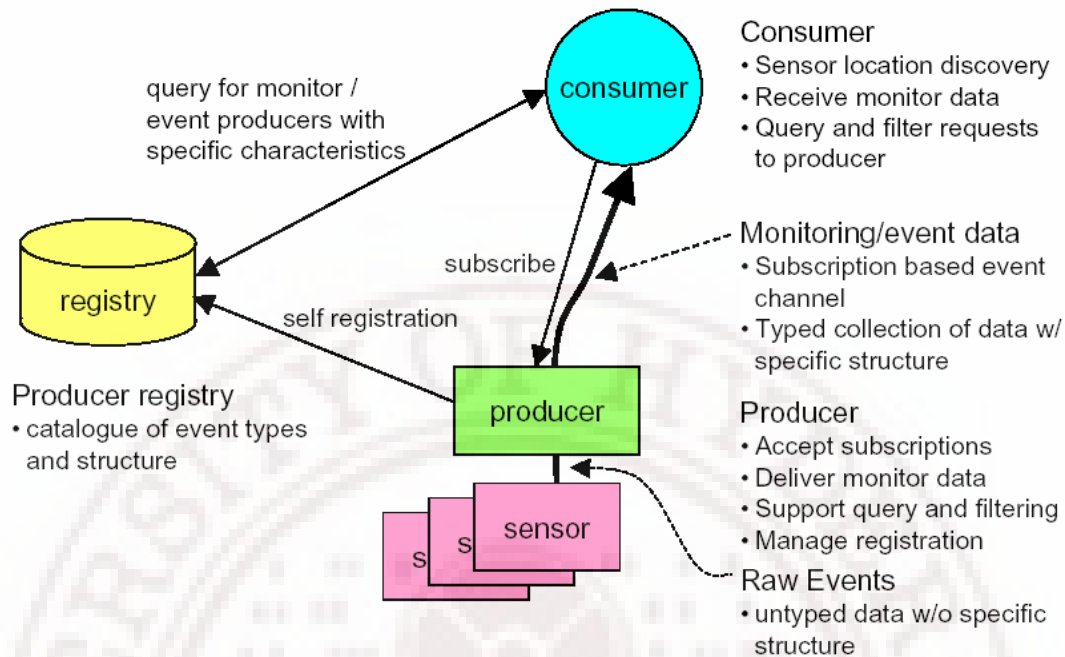 query for monitor /
event producers with
specific characteristics
consumer
Consumer
• Sensor location discovery
• Receive monitor data
• Query and filter requests
to producer
registry
subscribe
self registration
Monitoring/event data
• Subscription based event
channel
• Typed collection of data w/
specific structure
Producer registry
• catalogue of event types
and structure
producer
Producer
• Accept subscriptions
• Deliver monitor data
• Support query and filtering
• Manage registration
s
s
sensor
Raw Events
• untyped data w/o specific
structure